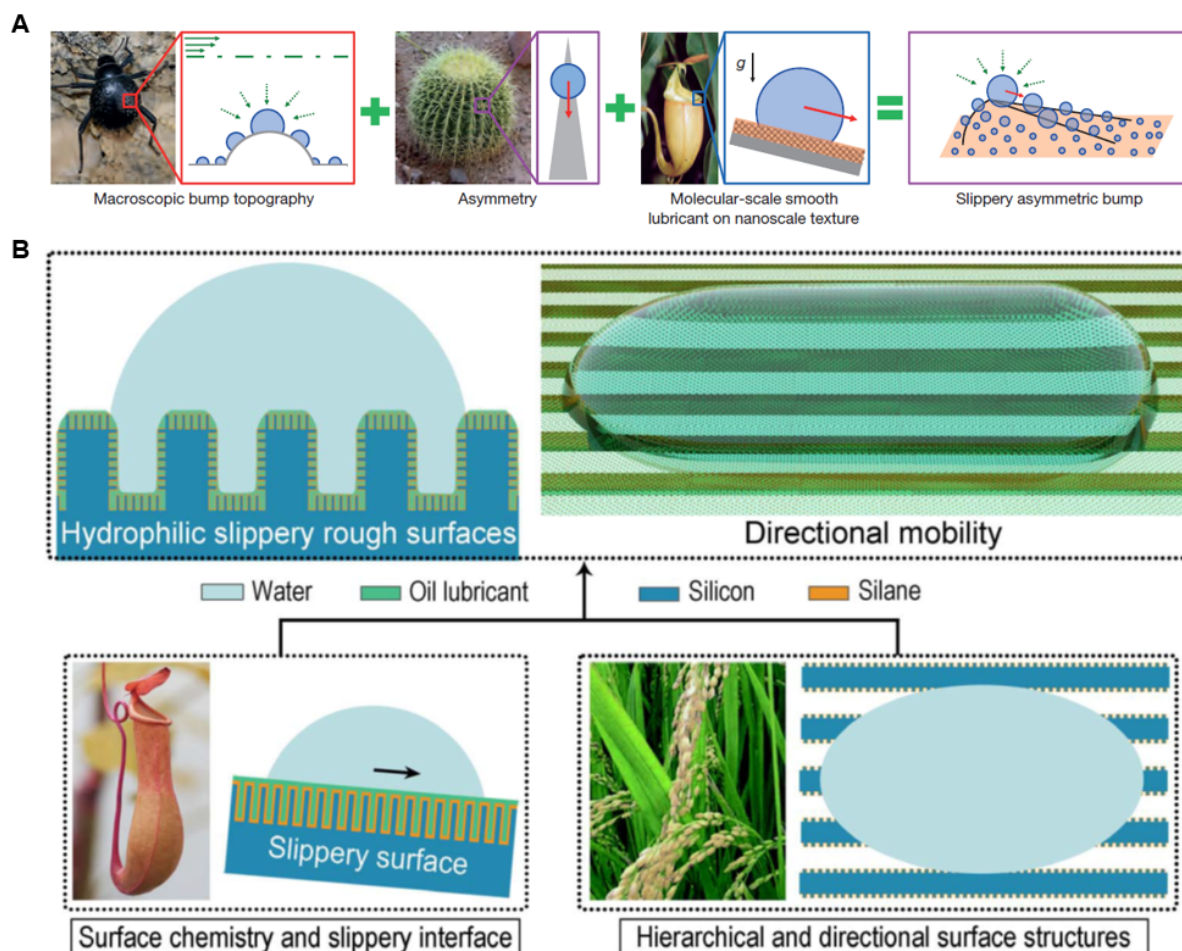 A
g
Macroscopic bump topography
Asymmetry
Molecular-scale smooth
lubricant on nanoscale texture
Slippery asymmetric bump
B
Hydrophilic slippery rough surfaces
Directional mobility
Water
Oil lubricant
Silicon
Silane
Slippery surface
Surface chemistry and slippery interface
Hierarchical and directional surface structures